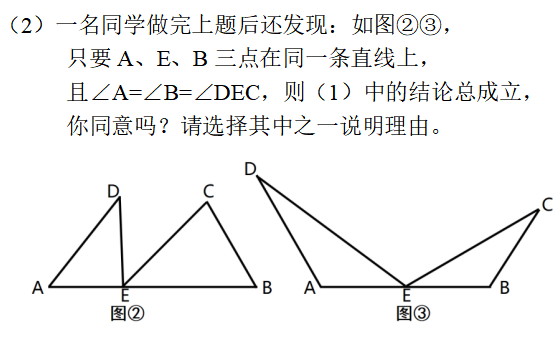 （2）一名同学做完上题后还发现：如图②③，
只要 A、E、B 三点在同一条直线上，
且∠A=∠B=∠DEC，则（1）中的结论总成立，
你同意吗？请选择其中之一说明理由。
D
C
A
E
B
图②
D
C
A
E
B
图③